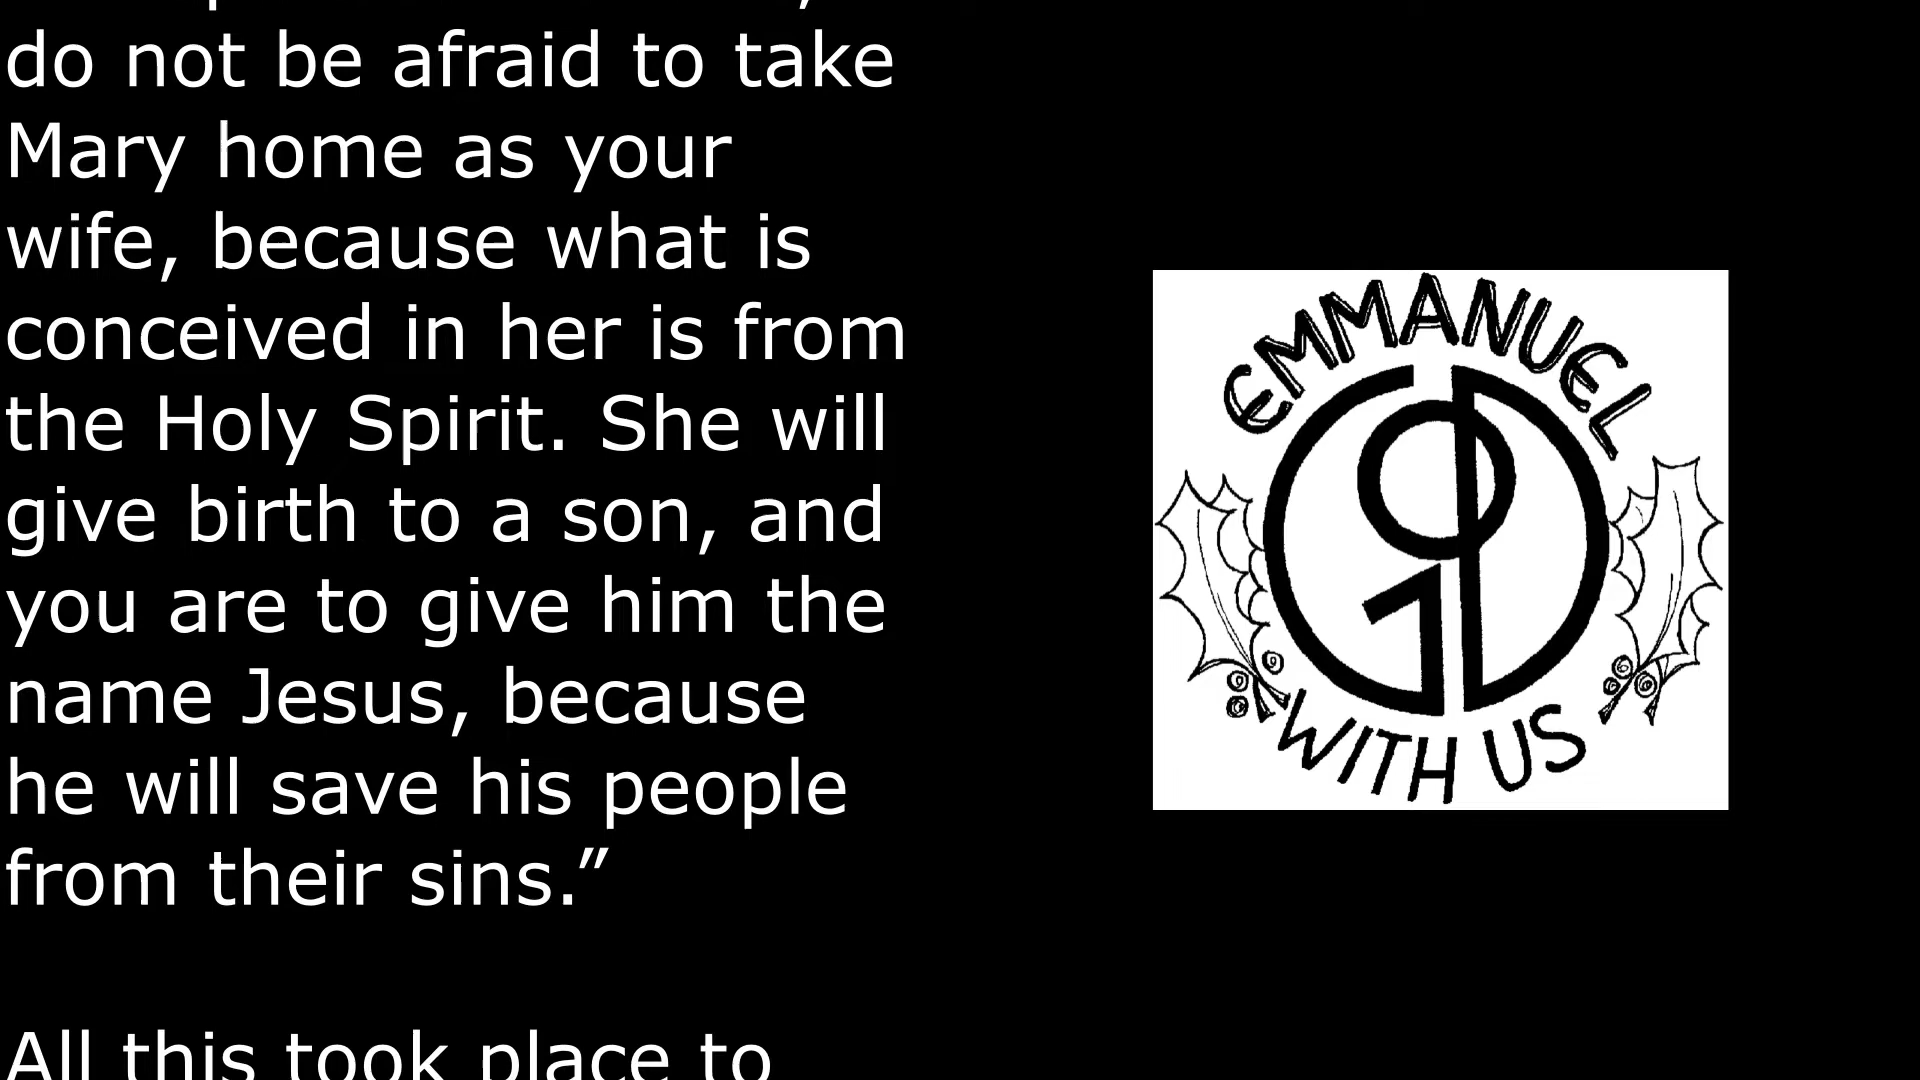 do not be afraid to take
Mary home as your
wife, because what is
conceived in her is from
the Holy Spirit. She will
give birth to a son, and
you are to give him the
name Jesus, because
he will save his people
from their sins.”
All this took place to
EMMANUEL
GOD
WITH US